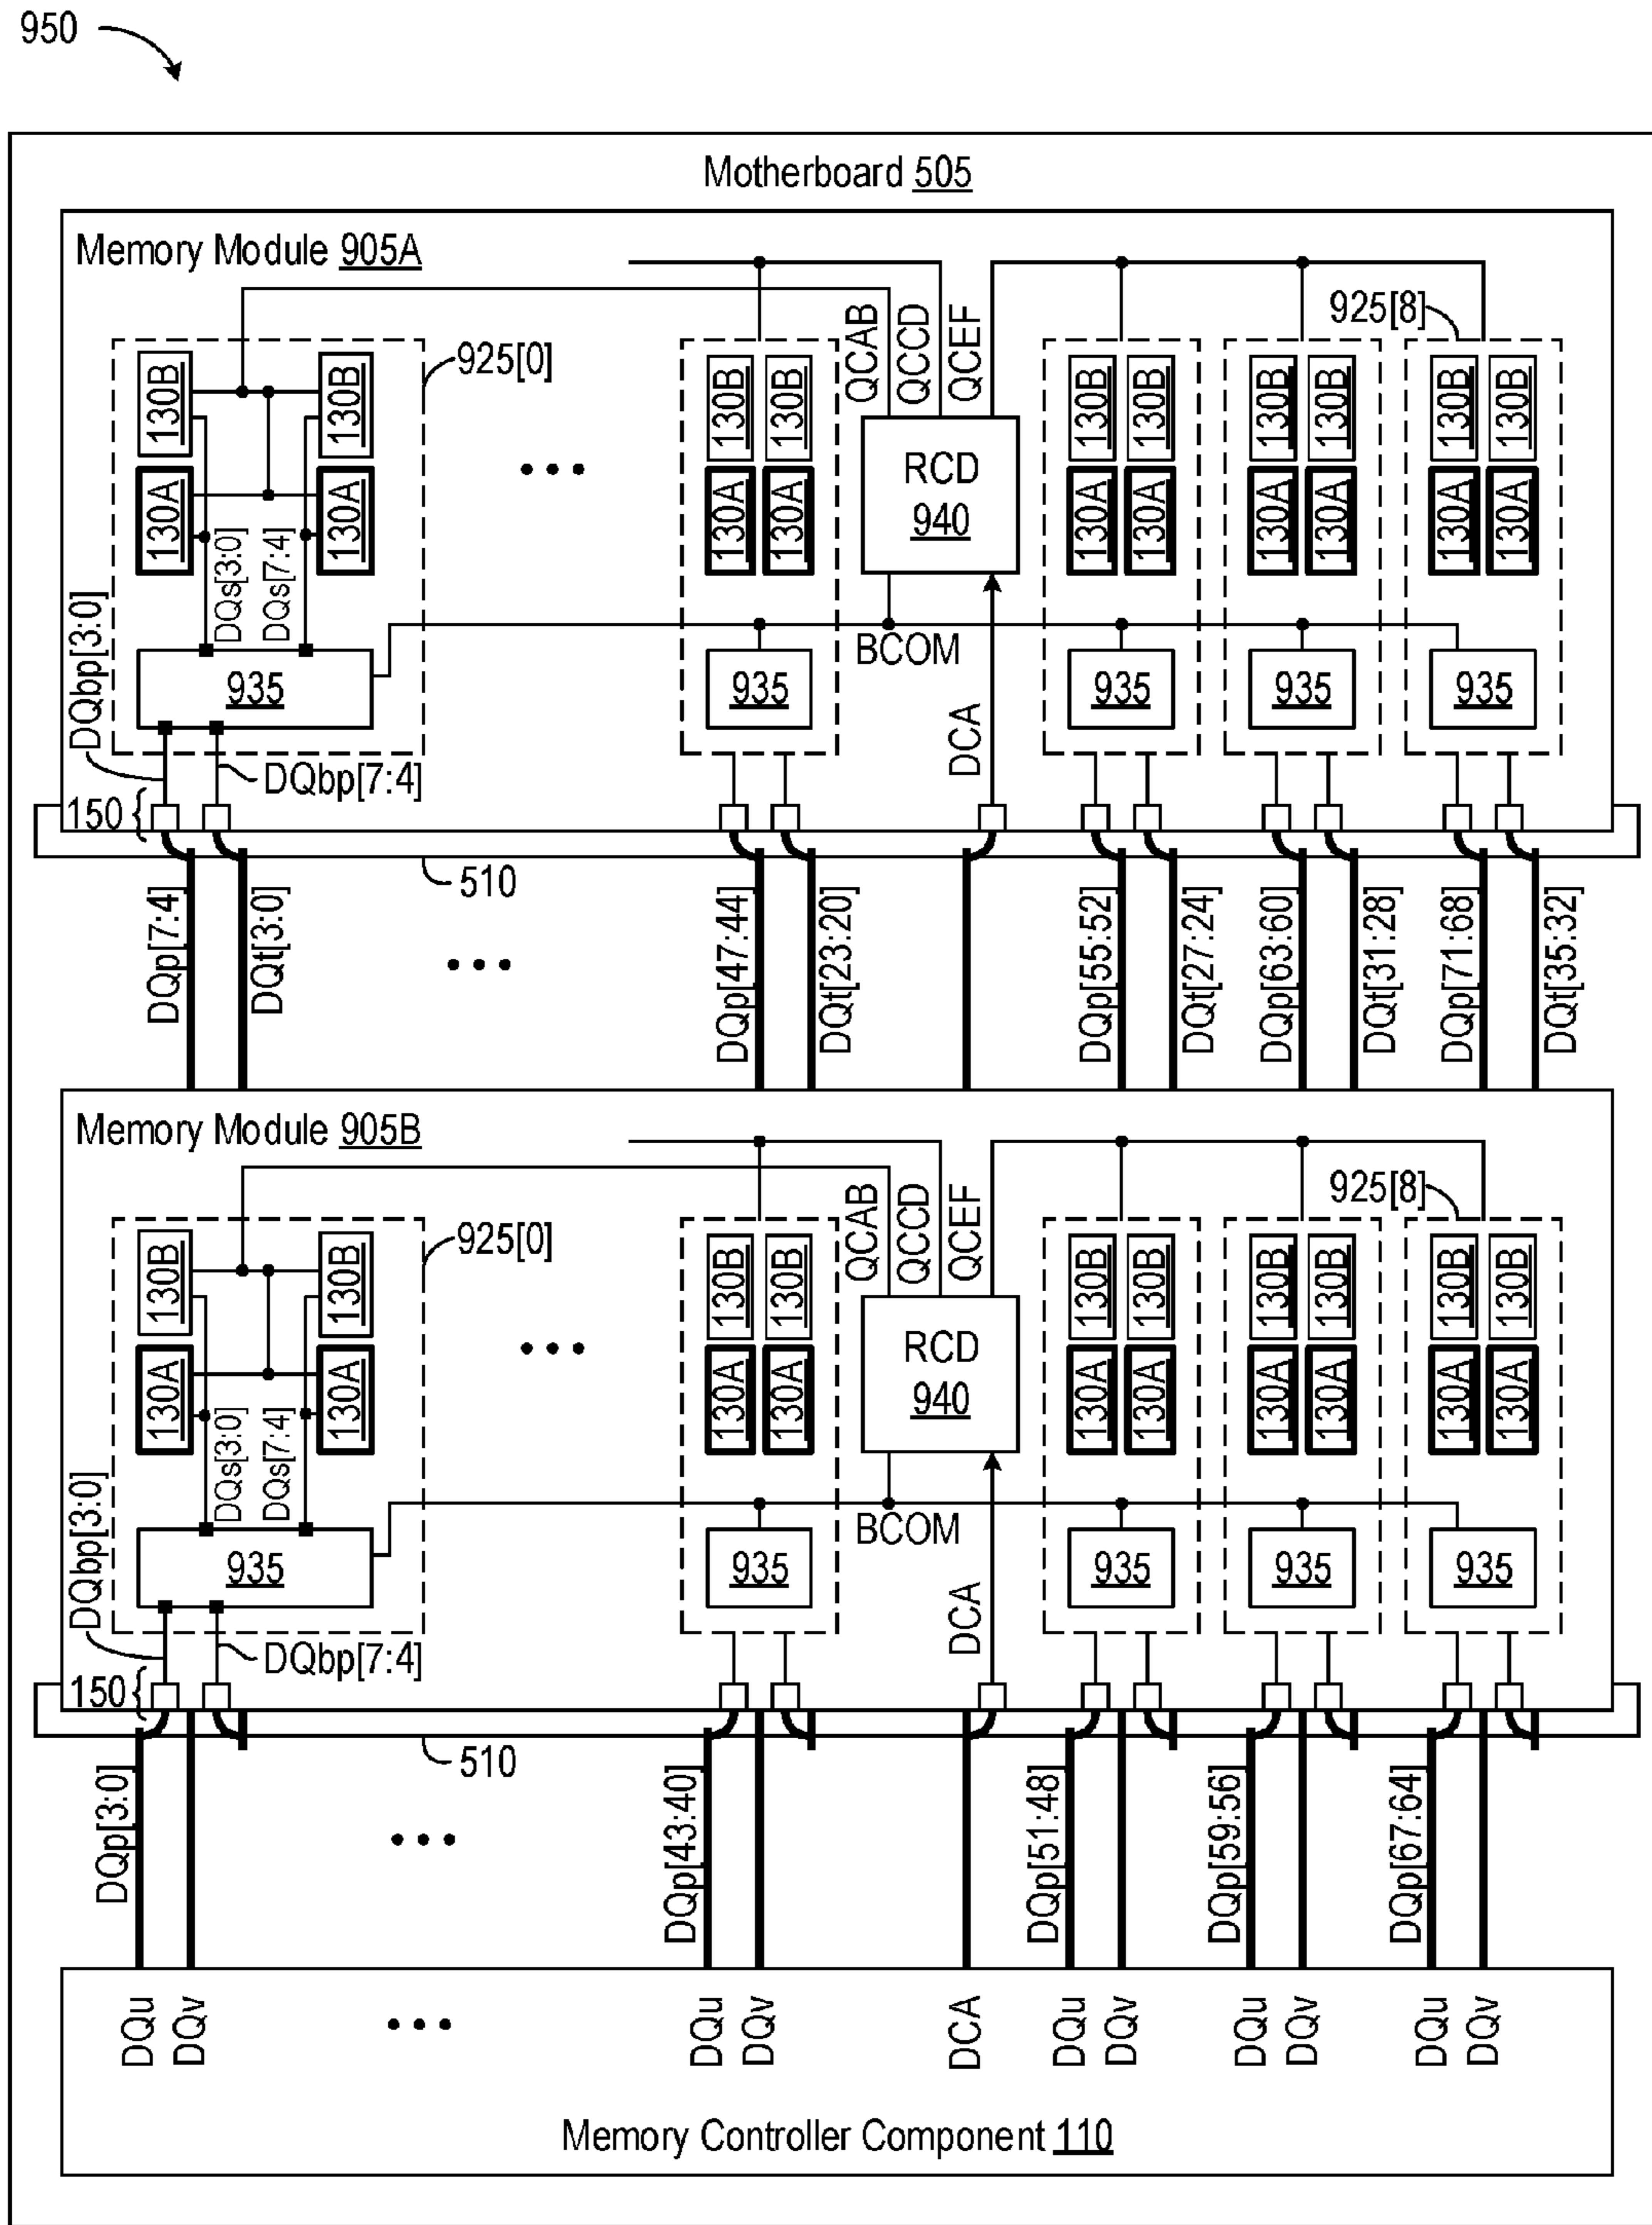 950
Motherboard 505
Memory Module 905A
925[0]
925[8]
QCAB
QCCD
QCEF
130B 130B 130B 130B 130B 130B 130B 130B 130B 130B
130A 130A 130A 130A 130A 130A 130A 130A 130A 130A
RCD
940
DQs[3:0]
DQs[7:4]
DQbp[3:0]
BCOM
935 935 935 935 935
DCA
DQbp[7:4]
150
510
DQp[7:4]
DQt[3:0]
DQp[47:44]
DQt[23:20]
DQp[55:52]
DQt[27:24]
DQp[63:60]
DQt[31:28]
DQp[71:68]
DQt[35:32]
Memory Module 905B
925[0]
925[8]
QCAB
QCCD
QCEF
130B 130B 130B 130B 130B 130B 130B 130B 130B 130B
130A 130A 130A 130A 130A 130A 130A 130A 130A 130A
RCD
940
DQs[3:0]
DQs[7:4]
DQbp[3:0]
BCOM
935 935 935 935 935
DCA
DQbp[7:4]
150
510
DQp[3:0]
DQp[43:40]
DQp[51:48]
DQp[59:56]
DQp[67:64]
DQu DQv DQu DQv DCA DQu DQv DQu DQv DQu DQv
Memory Controller Component 110